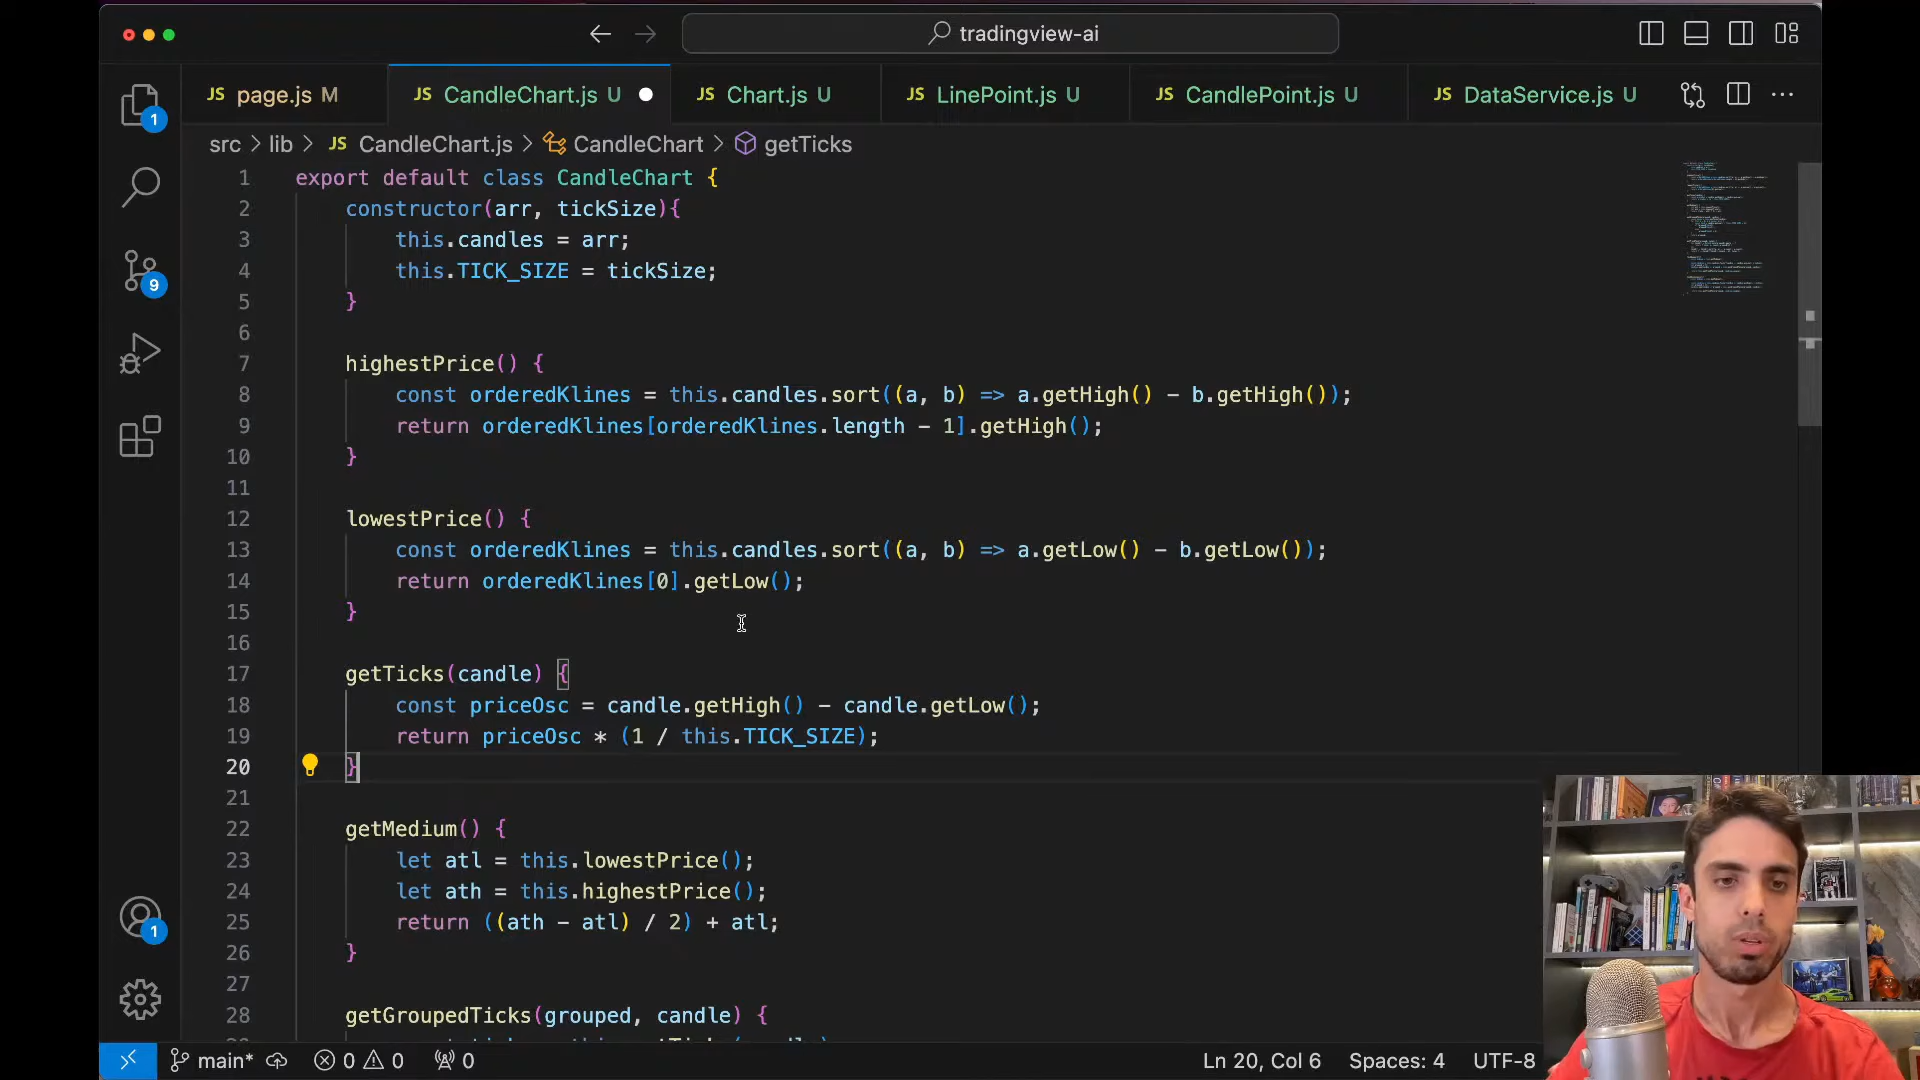 tradingview-ai
JS page.js M
JS CandleChart.js U
JS Chart.js U
JS LinePoint.js U
JS CandlePoint.js U
JS DataService.js U
src > lib > JS CandleChart.js > CandleChart > getTicks
1 export default class CandleChart {
2 constructor(arr, tickSize){
3 this.candles = arr;
4 this.TICK_SIZE = tickSize;
5 }
6
7 highestPrice() {
8 const orderedKlines = this.candles.sort((a, b) => a.getHigh() - b.getHigh());
9 return orderedKlines[orderedKlines.length - 1].getHigh();
10 }
11
12 lowestPrice() {
13 const orderedKlines = this.candles.sort((a, b) => a.getLow() - b.getLow());
14 return orderedKlines[0].getLow();
15 }
16
17 getTicks(candle) {
18 const priceOsc = candle.getHigh() - candle.getLow();
19 return priceOsc * (1 / this.TICK_SIZE);
20 }
21
22 getMedium() {
23 let atl = this.lowestPrice();
24 let ath = this.highestPrice();
25 return ((ath - atl) / 2) + atl;
26 }
27
28 getGroupedTicks(grouped, candle) {
1
9
1
main* 0 0 0
Ln 20, Col 6 Spaces: 4 UTF-8